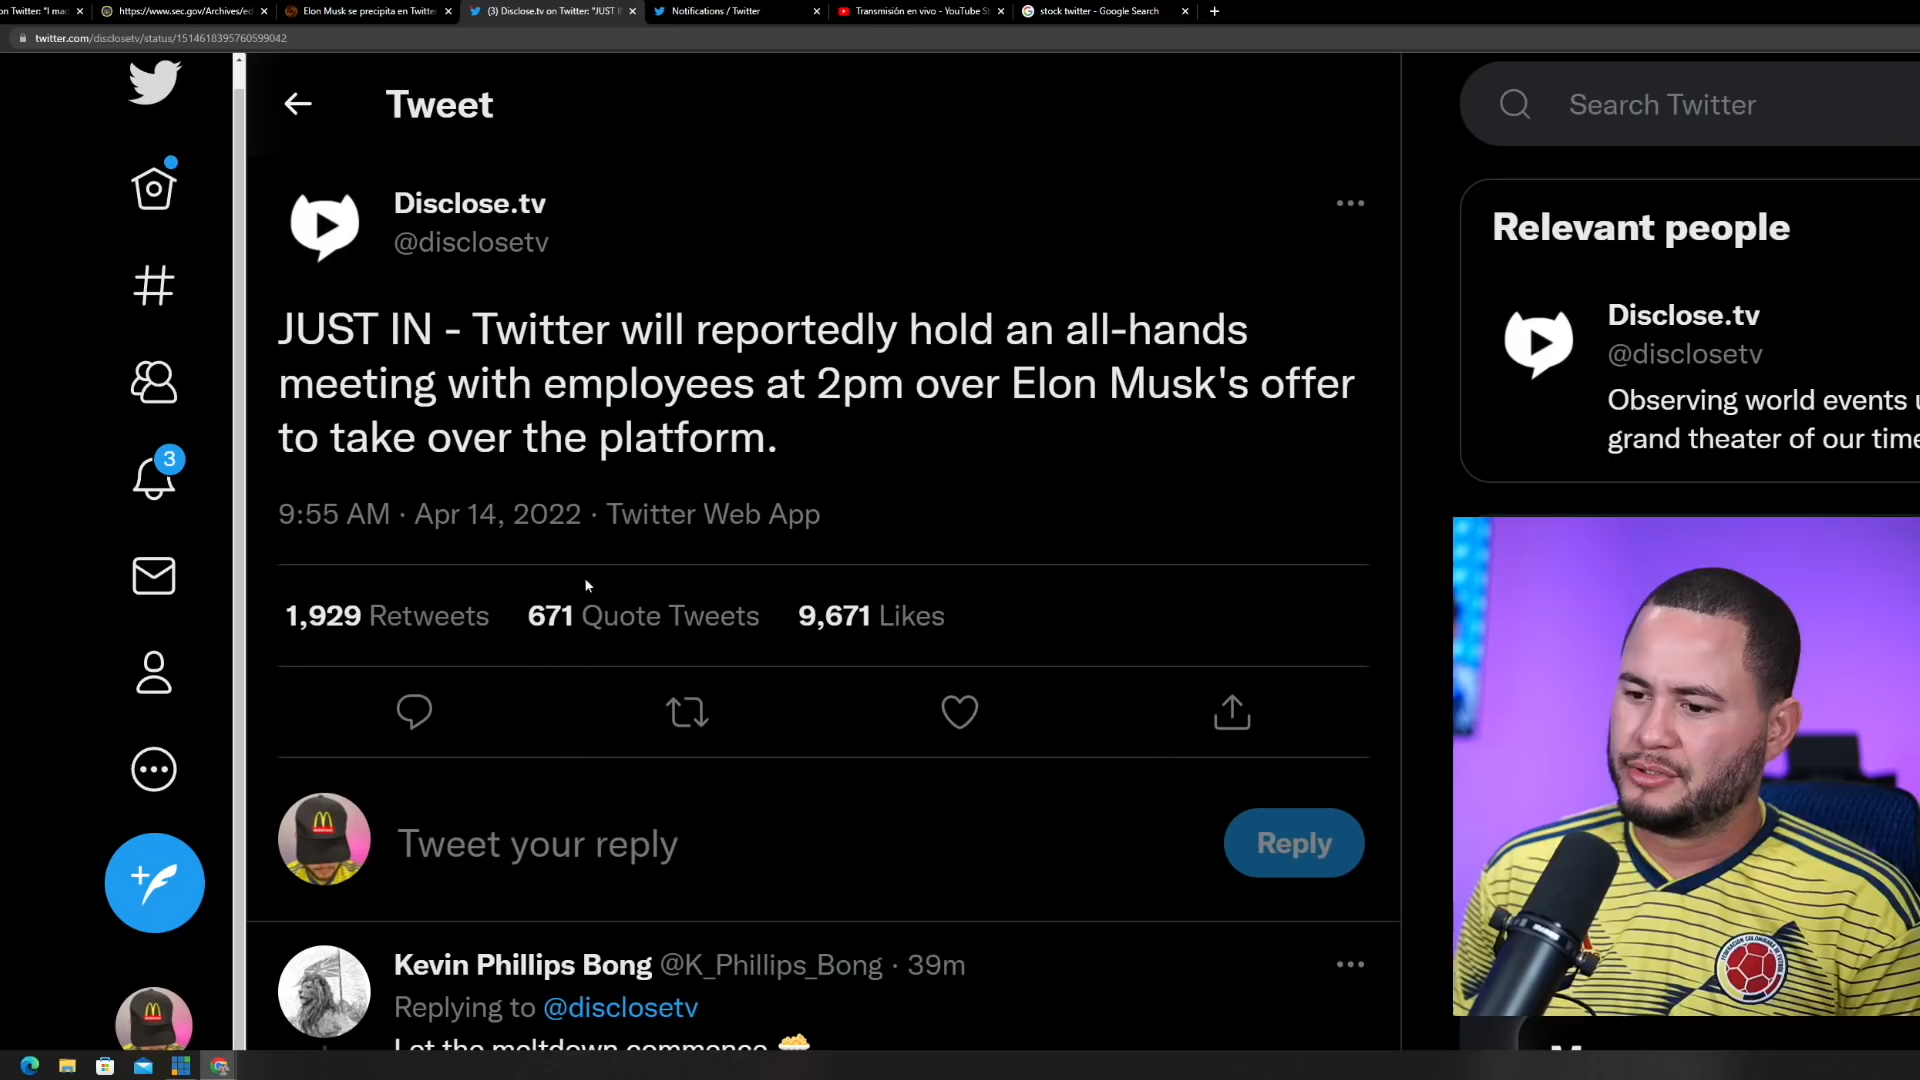 on Twitter: "I mad
https://www.sec.gov/Archives/ed
Elon Musk se precipita en Twitter
(3) Disclose.tv on Twitter: "JUST I
Notifications / Twitter
Transmisión en vivo - YouTube St
stock twitter - Google Search
twitter.com/disclosetv/status/1514618395760599042
Tweet
Search Twitter
Disclose.tv
@disclosetv
JUST IN - Twitter will reportedly hold an all-hands
meeting with employees at 2pm over Elon Musk's offer
to take over the platform.
9:55 AM · Apr 14, 2022 · Twitter Web App
1,929 Retweets 671 Quote Tweets 9,671 Likes
3
Tweet your reply
Reply
Kevin Phillips Bong @K_Phillips_Bong · 39m
Replying to @disclosetv
Let the meltdown commence 🍿
Relevant people
Disclose.tv
@disclosetv
Observing world events u
grand theater of our time